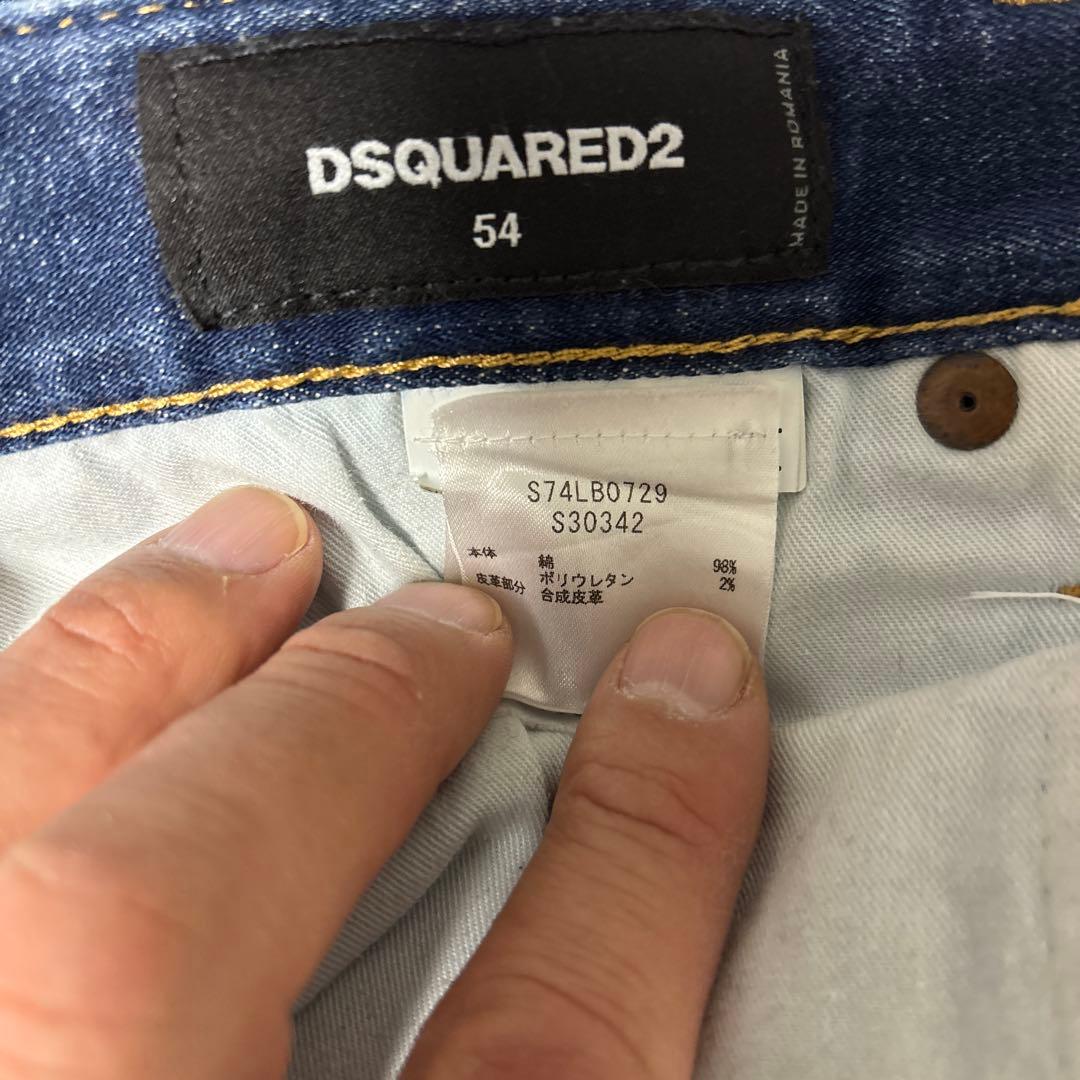 DSQUARED2
54
MADE IN ROMANIA
S74LB0729
S30342
本体 綿 98%
ポリウレタン 2%
皮革部分 合成皮革